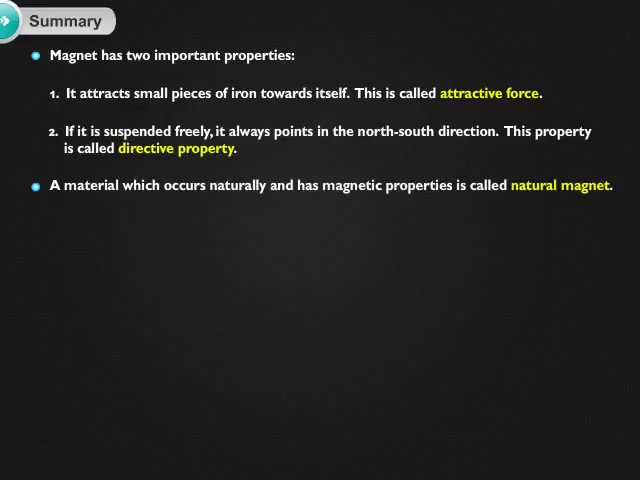 Summary
Magnet has two important properties:
1. It attracts small pieces of iron towards itself. This is called attractive force.
2. If it is suspended freely, it always points in the north-south direction. This property
is called directive property.
A material which occurs naturally and has magnetic properties is called natural magnet.